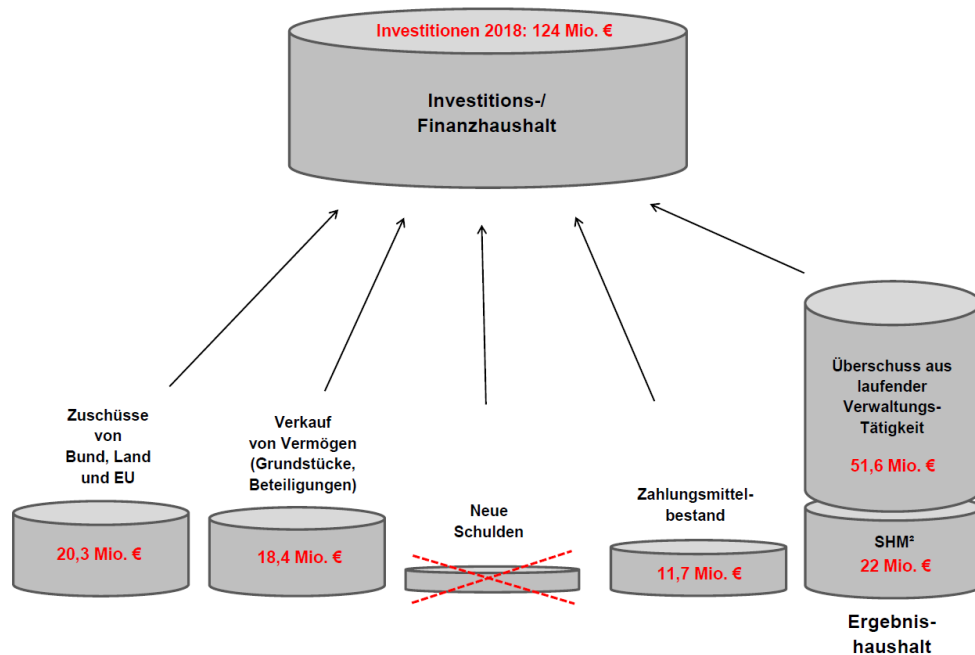 Investitionen 2018: 124 Mio. €
Investitions-/
Finanzhaushalt
Zuschüsse
von
Bund, Land
und EU
20,3 Mio. €
Verkauf
von Vermögen
(Grundstücke,
Beteiligungen)
18,4 Mio. €
Neue
Schulden
Zahlungsmittel-
bestand
11,7 Mio. €
Überschuss aus
laufender
Verwaltungs-
Tätigkeit
51,6 Mio. €
SHM²
22 Mio. €
Ergebnis-
haushalt